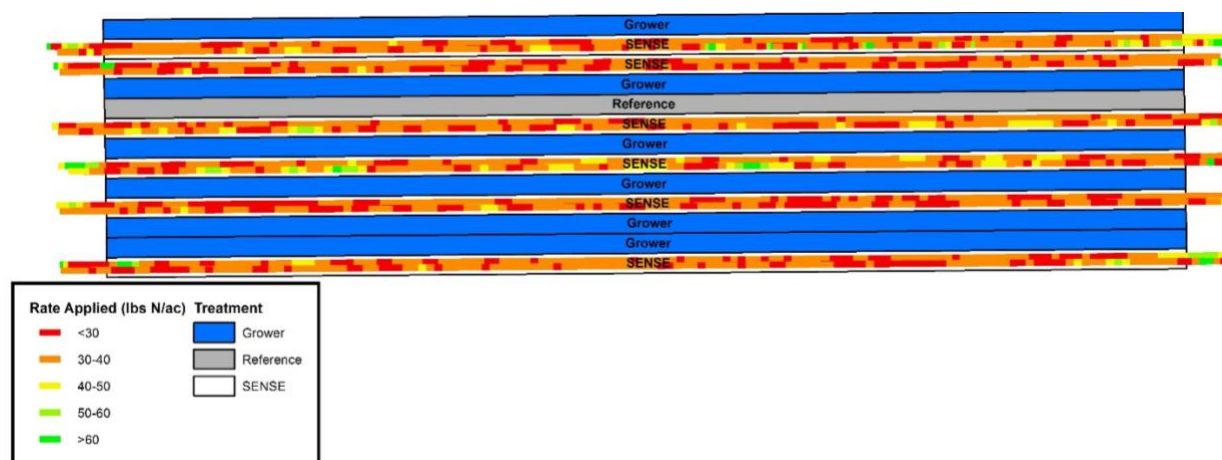 Grower
SENSE
SENSE
Grower
Reference
SENSE
Grower
SENSE
Grower
SENSE
Grower
Grower
SENSE
Rate Applied (lbs N/ac) Treatment
<30 Grower
30-40 Reference
40-50 SENSE
50-60
>60